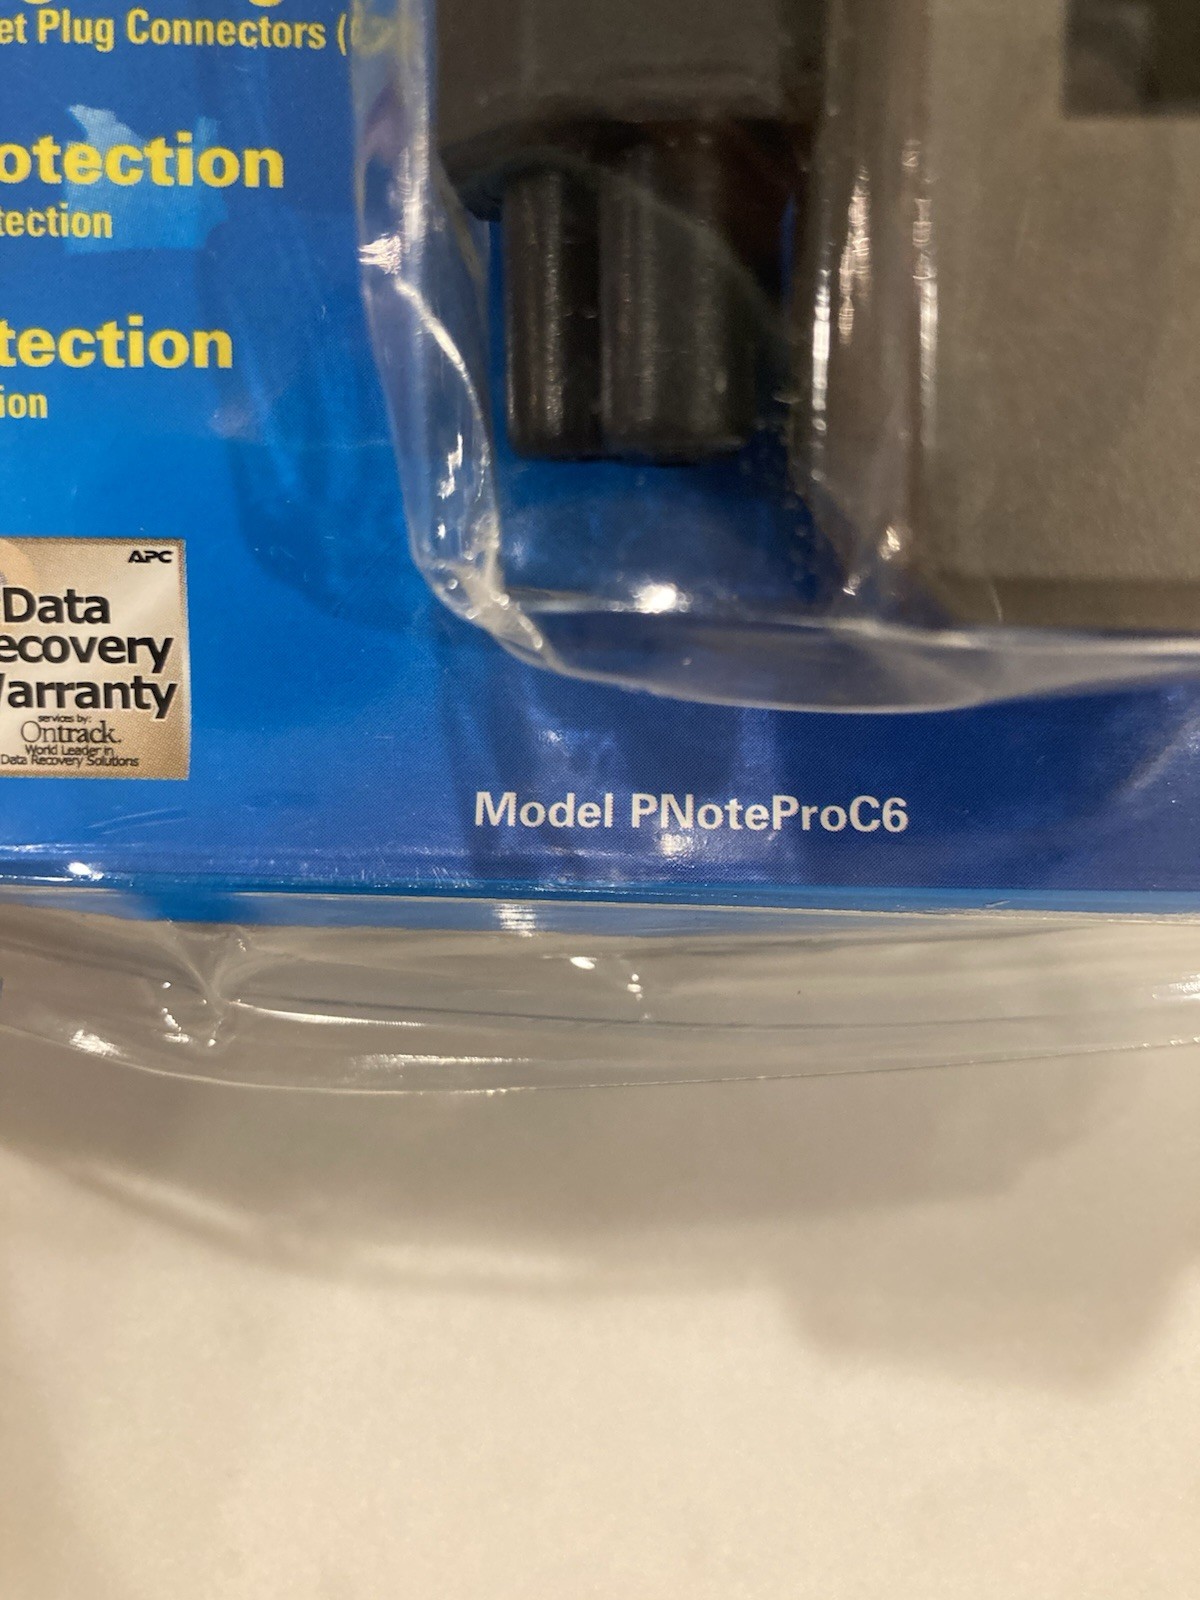 et Plug Connectors (
otection
tection
tection
ion
APC
Data
ecovery
arranty
services by:
Ontrack.
World Leader in
Data Recovery Solutions
Model PNoteProC6